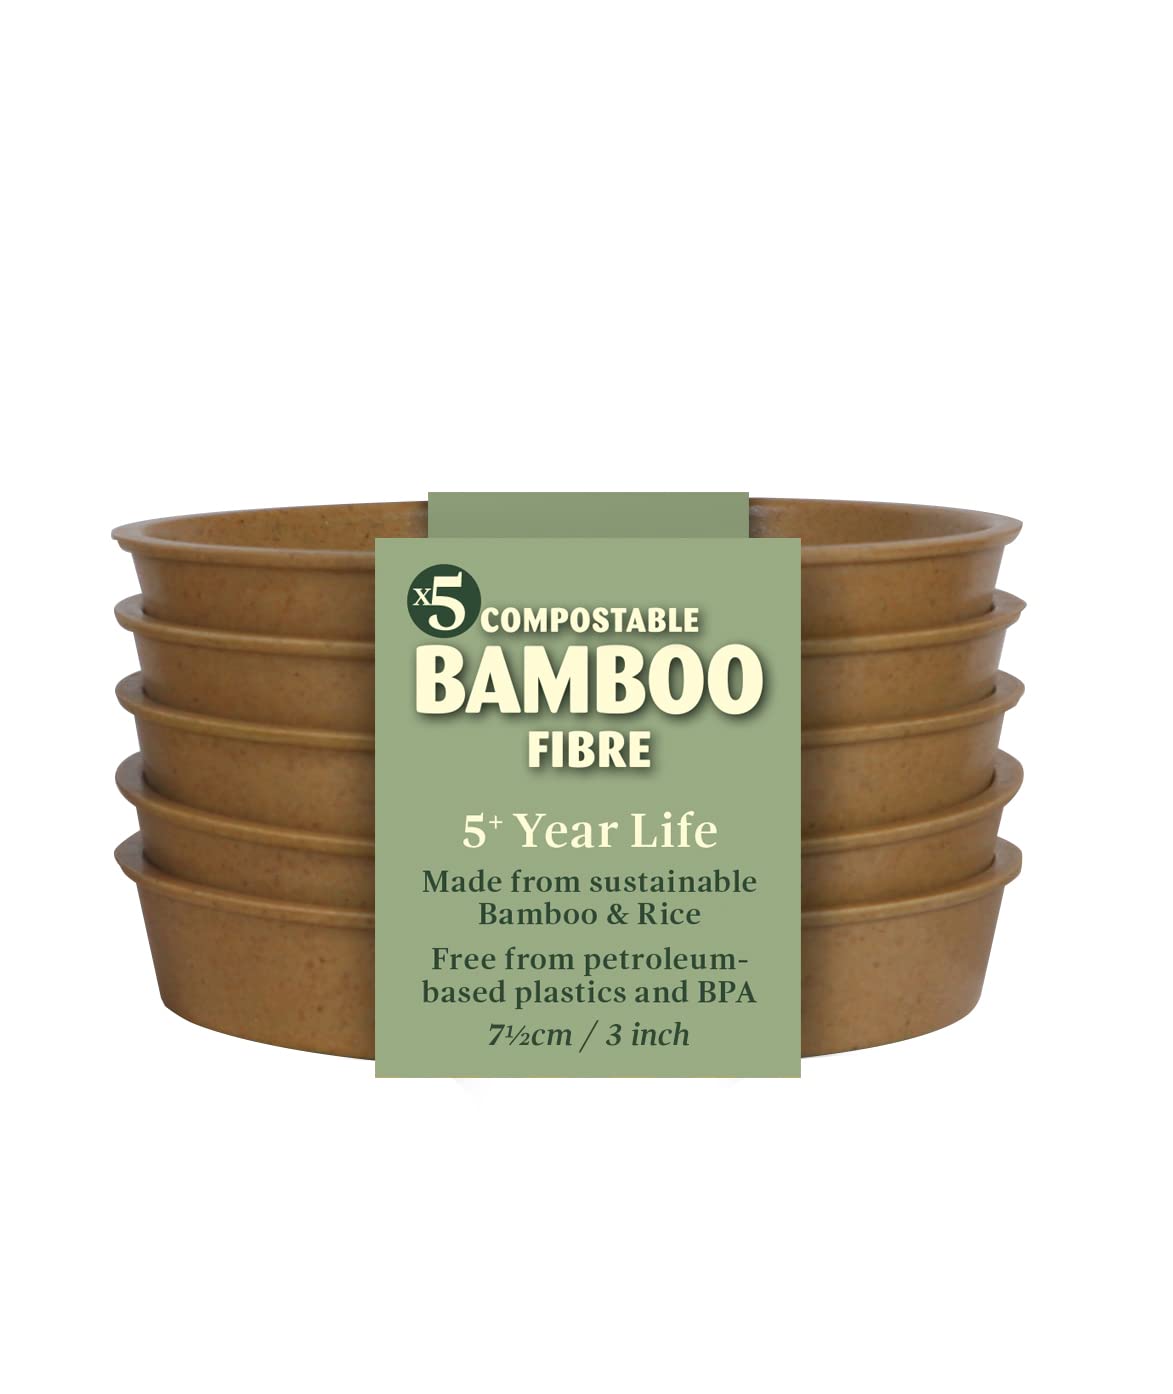 x5 COMPOSTABLE
BAMBOO
FIBRE
5+ Year Life
Made from sustainable
Bamboo & Rice
Free from petroleum-
based plastics and BPA
7½cm / 3 inch